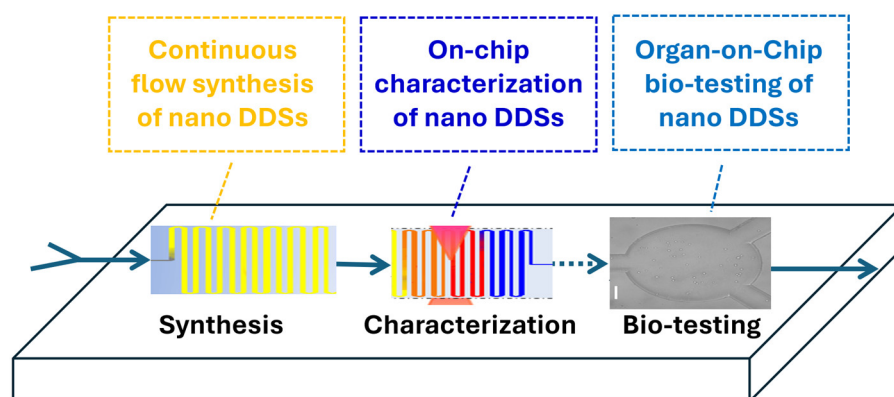 Continuous
flow synthesis
of nano DDSs
On-chip
characterization
of nano DDSs
Organ-on-Chip
bio-testing of
nano DDSs
Synthesis
Characterization
Bio-testing